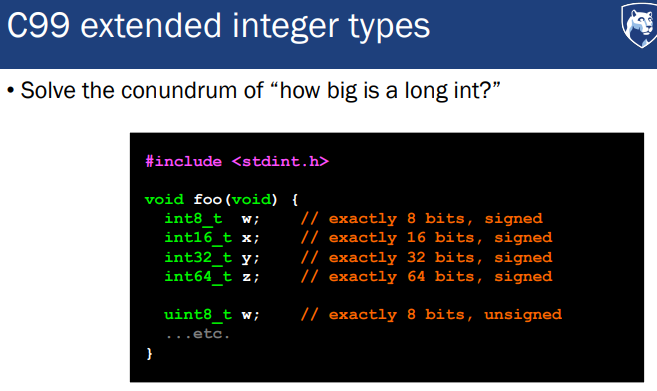 C99 extended integer types
• Solve the conundrum of “how big is a long int?”
#include <stdint.h>
void foo(void) {
int8_t w; // exactly 8 bits, signed
int16_t x; // exactly 16 bits, signed
int32_t y; // exactly 32 bits, signed
int64_t z; // exactly 64 bits, signed
uint8_t w; // exactly 8 bits, unsigned
...etc.
}